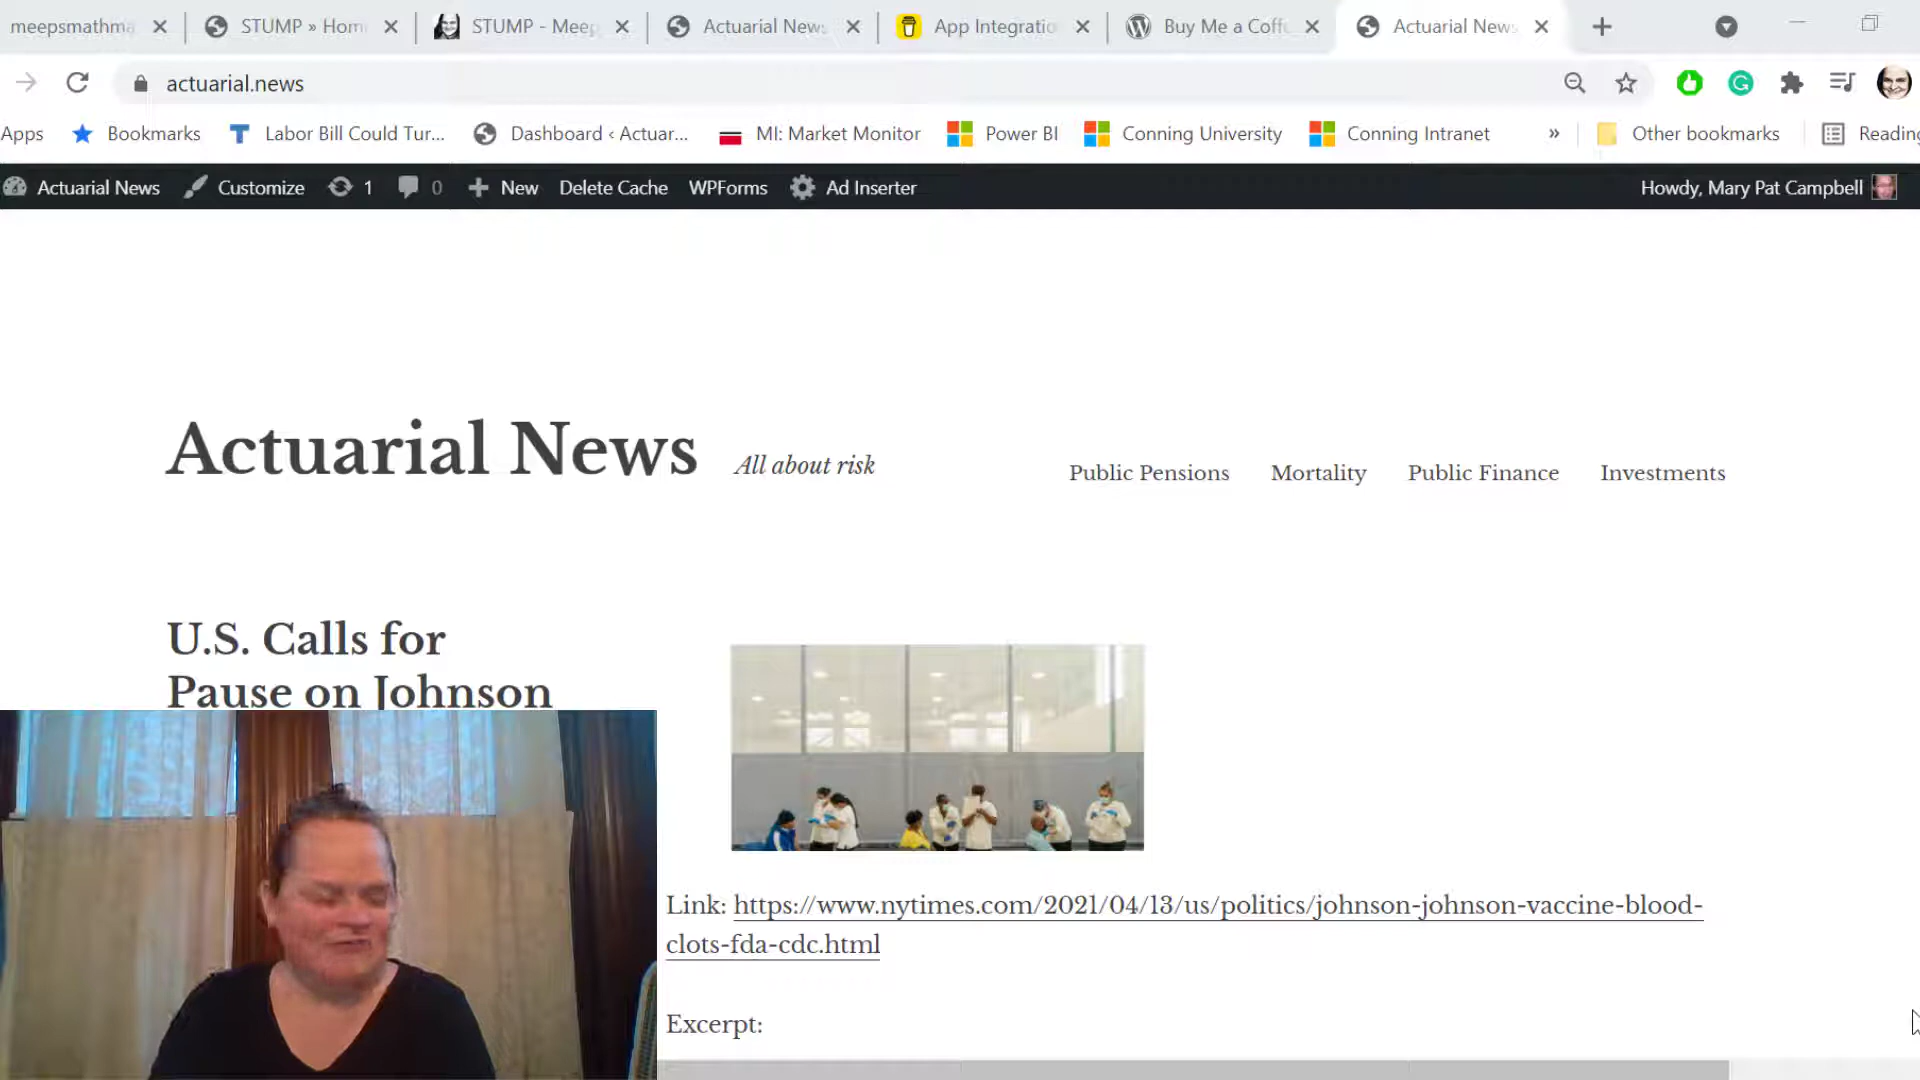 meepsmathma
STUMP » Hom
STUMP - Meep
Actuarial News
App Integratio
Buy Me a Coff
Actuarial News
actuarial.news
Apps
Bookmarks
Labor Bill Could Tur...
Dashboard ‹ Actuar...
MI: Market Monitor
Power BI
Conning University
Conning Intranet
»
Other bookmarks
Reading
Actuarial News
Customize
1
0
New
Delete Cache
WPForms
Ad Inserter
Howdy, Mary Pat Campbell
Actuarial News
All about risk
Public Pensions
Mortality
Public Finance
Investments
U.S. Calls for
Pause on Johnson
Link: https://www.nytimes.com/2021/04/13/us/politics/johnson-johnson-vaccine-blood-
clots-fda-cdc.html
Excerpt: